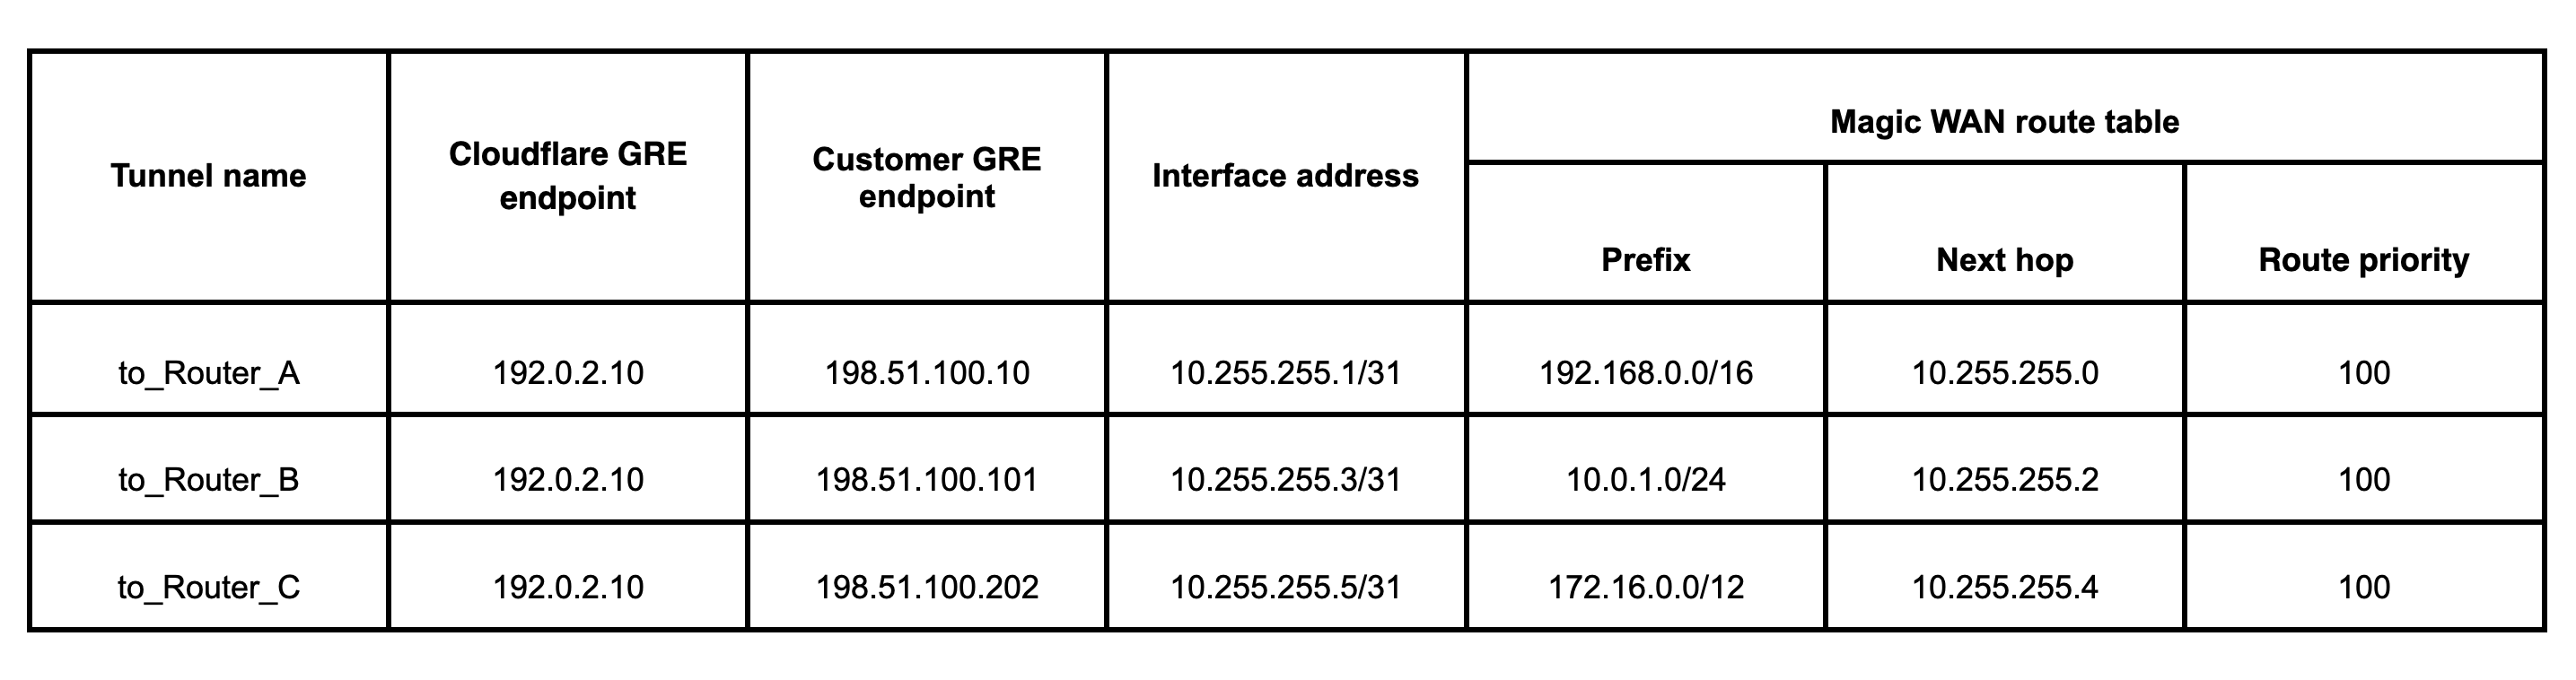 Tunnel name
Cloudflare GRE
endpoint
Customer GRE
endpoint
Interface address
Magic WAN route table
Prefix
Next hop
Route priority
to_Router_A
192.0.2.10
198.51.100.10
10.255.255.1/31
192.168.0.0/16
10.255.255.0
100
to_Router_B
192.0.2.10
198.51.100.101
10.255.255.3/31
10.0.1.0/24
10.255.255.2
100
to_Router_C
192.0.2.10
198.51.100.202
10.255.255.5/31
172.16.0.0/12
10.255.255.4
100